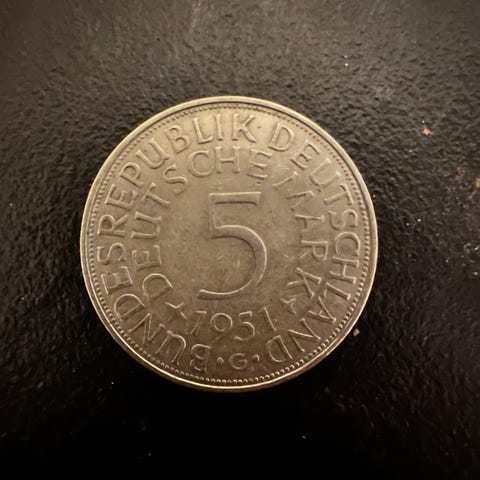 BUNDESREPUBLIK DEUTSCHLAND
DEUTSCHE MARK
5
1951
G